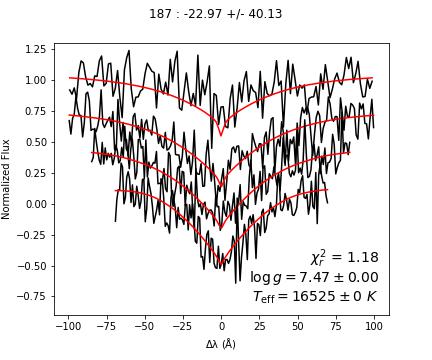 187 : -22.97 +/- 40.13
Normalized Flux
1.25
1.00
0.75
0.50
0.25
0.00
−0.25
−0.50
−0.75
χ²ᵣ = 1.18
log g = 7.47 ± 0.00
T_eff = 16525 ± 0 K
−100 −75 −50 −25 0 25 50 75 100
Δλ (Å)